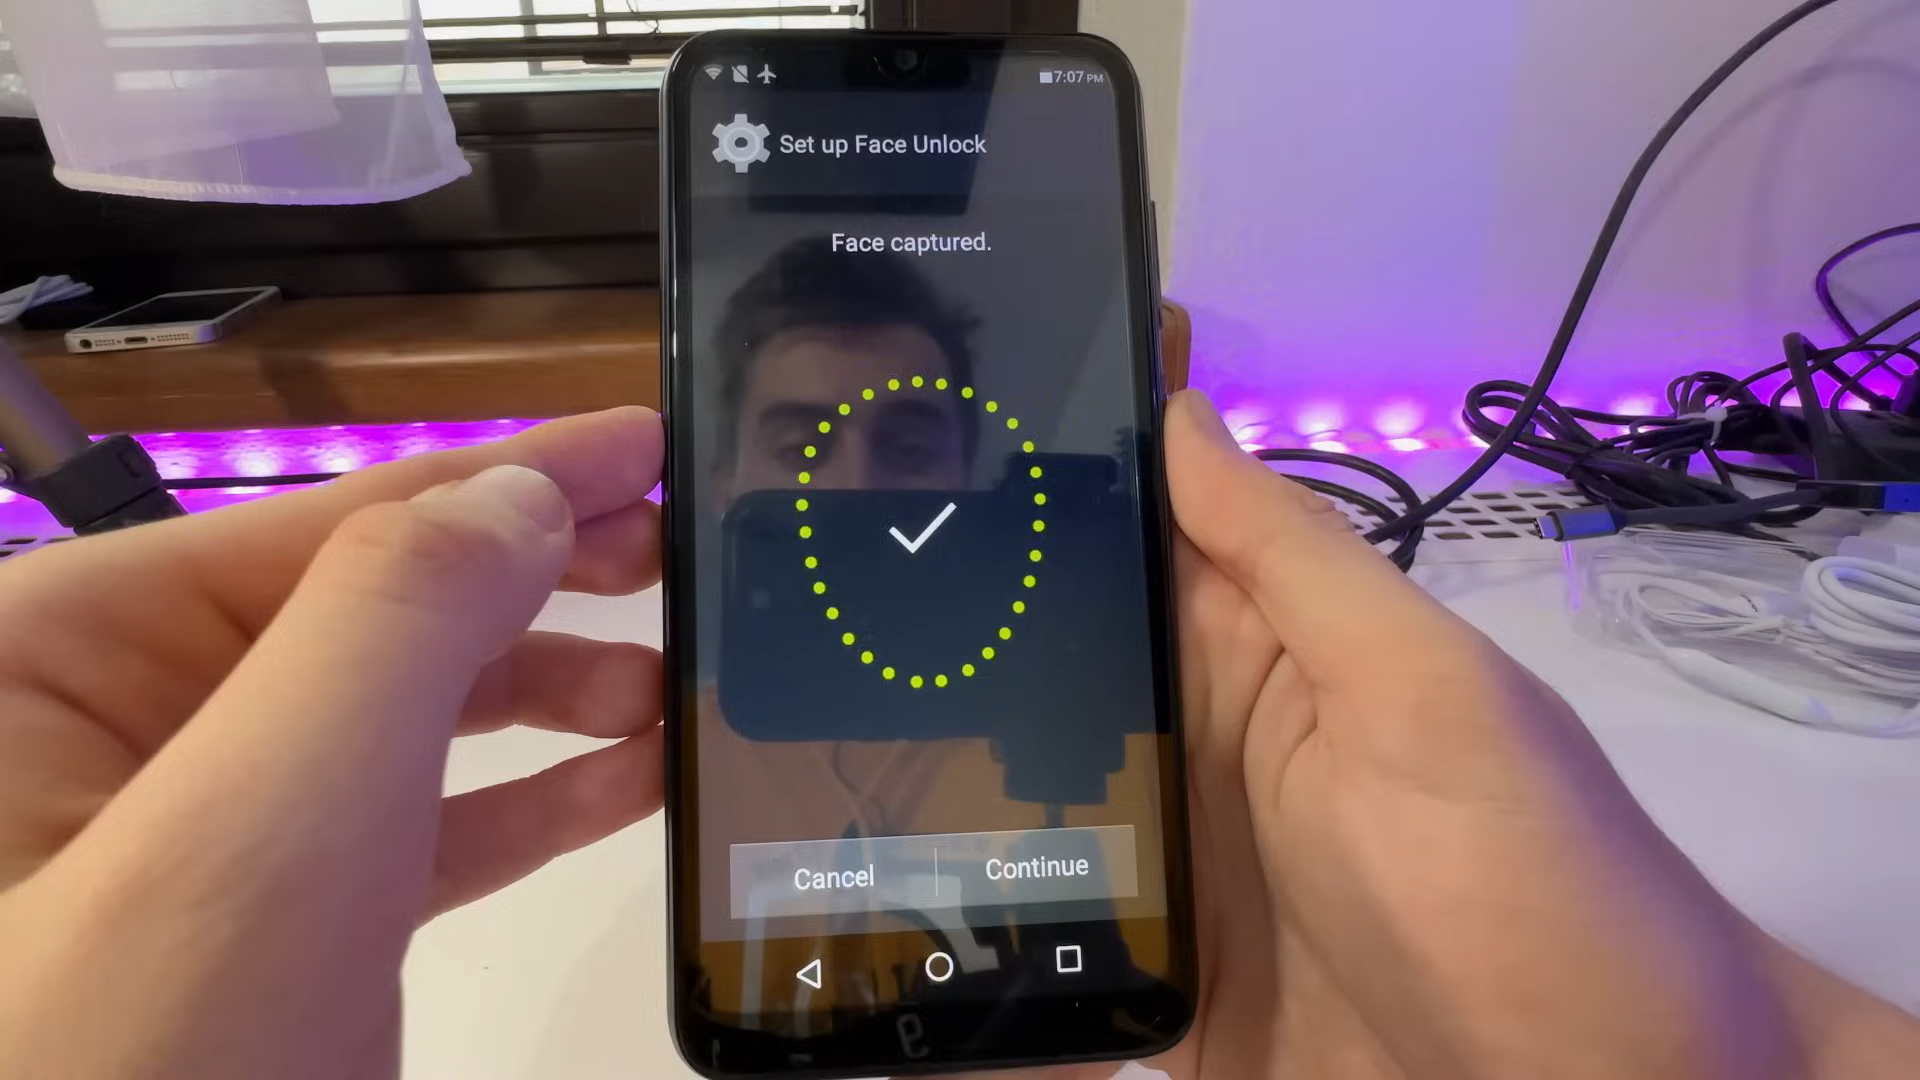 7:07 PM
Set up Face Unlock
Face captured.
Cancel
Continue